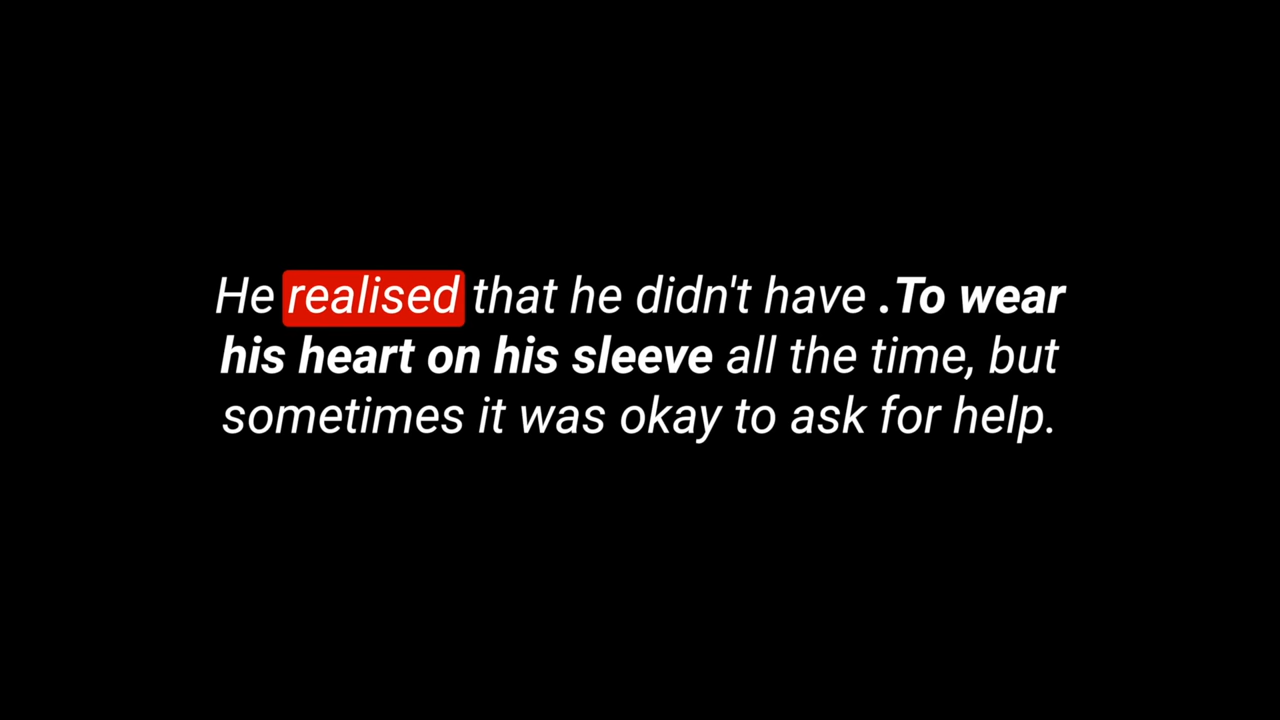 He realised that he didn't have .To wear
his heart on his sleeve all the time, but
sometimes it was okay to ask for help.